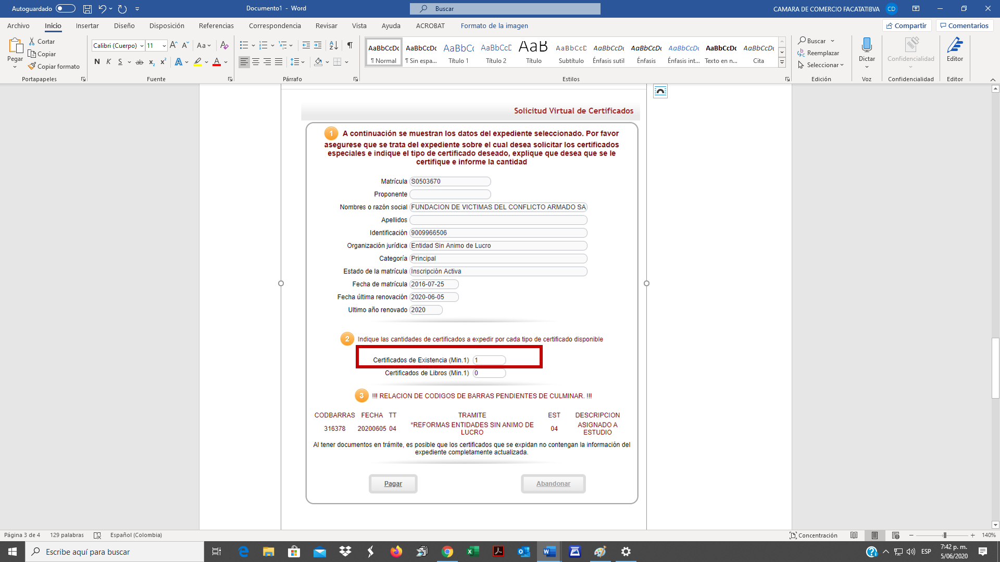 Autoguardado
Documento1 - Word
Buscar
CAMARA DE COMERCIO FACATATIBVA CD
Archivo Inicio Insertar Diseño Disposición Referencias Correspondencia Revisar Vista Ayuda ACROBAT Formato de la imagen
Compartir Comentarios
Pegar
Cortar
Copiar
Copiar formato
Portapapeles
Calibri (Cuerpo) 11
Aa
N K S ab x₂ x²
Fuente
Párrafo
AaBbCcDc AaBbCcDc AaBbCc AaBbCcD AaB AaBbCcD AaBbCcDc AaBbCcDc AaBbCcDc AaBbCcDc AaBbCcDc
¶ Normal ¶ Sin espa... Título 1 Título 2 Título Subtítulo Énfasis sutil Énfasis Énfasis int... Texto en n... Cita
Estilos
Buscar
Reemplazar
Seleccionar
Edición
Dictar
Voz
Confidencialidad
Confidencialidad
Editor
Editor
Solicitud Virtual de Certificados
1 A continuación se muestran los datos del expediente seleccionado. Por favor
asegurese que se trata del expediente sobre el cual desea solicitar los certificados
especiales e indique el tipo de certificado deseado, explique que desea que se le
certifique e informe la cantidad
Matrícula S0503670
Proponente
Nombres o razón social FUNDACION DE VICTIMAS DEL CONFLICTO ARMADO SA
Apellidos
Identificación 9009966506
Organización jurídica Entidad Sin Animo de Lucro
Categoría Principal
Estado de la matrícula Inscripción Activa
Fecha de matrícula 2016-07-25
Fecha última renovación 2020-06-05
Ultimo año renovado 2020
2 Indique las cantidades de certificados a expedir por cada tipo de certificado disponible
Certificados de Existencia (Min.1) 1
Certificados de Libros (Min.1) 0
3 !!! RELACION DE CODIGOS DE BARRAS PENDIENTES DE CULMINAR. !!!
CODBARRAS FECHA TT TRAMITE EST DESCRIPCION
316378 20200605 04 *REFORMAS ENTIDADES SIN ANIMO DE LUCRO 04 ASIGNADO A ESTUDIO
Al tener documentos en trámite, es posible que los certificados que se expidan no contengan la información del
expediente completamente actualizada.
Pagar Abandonar
Página 3 de 4 129 palabras Español (Colombia)
Concentración
140%
Escribe aquí para buscar
ESP
7:42 p. m.
5/06/2020